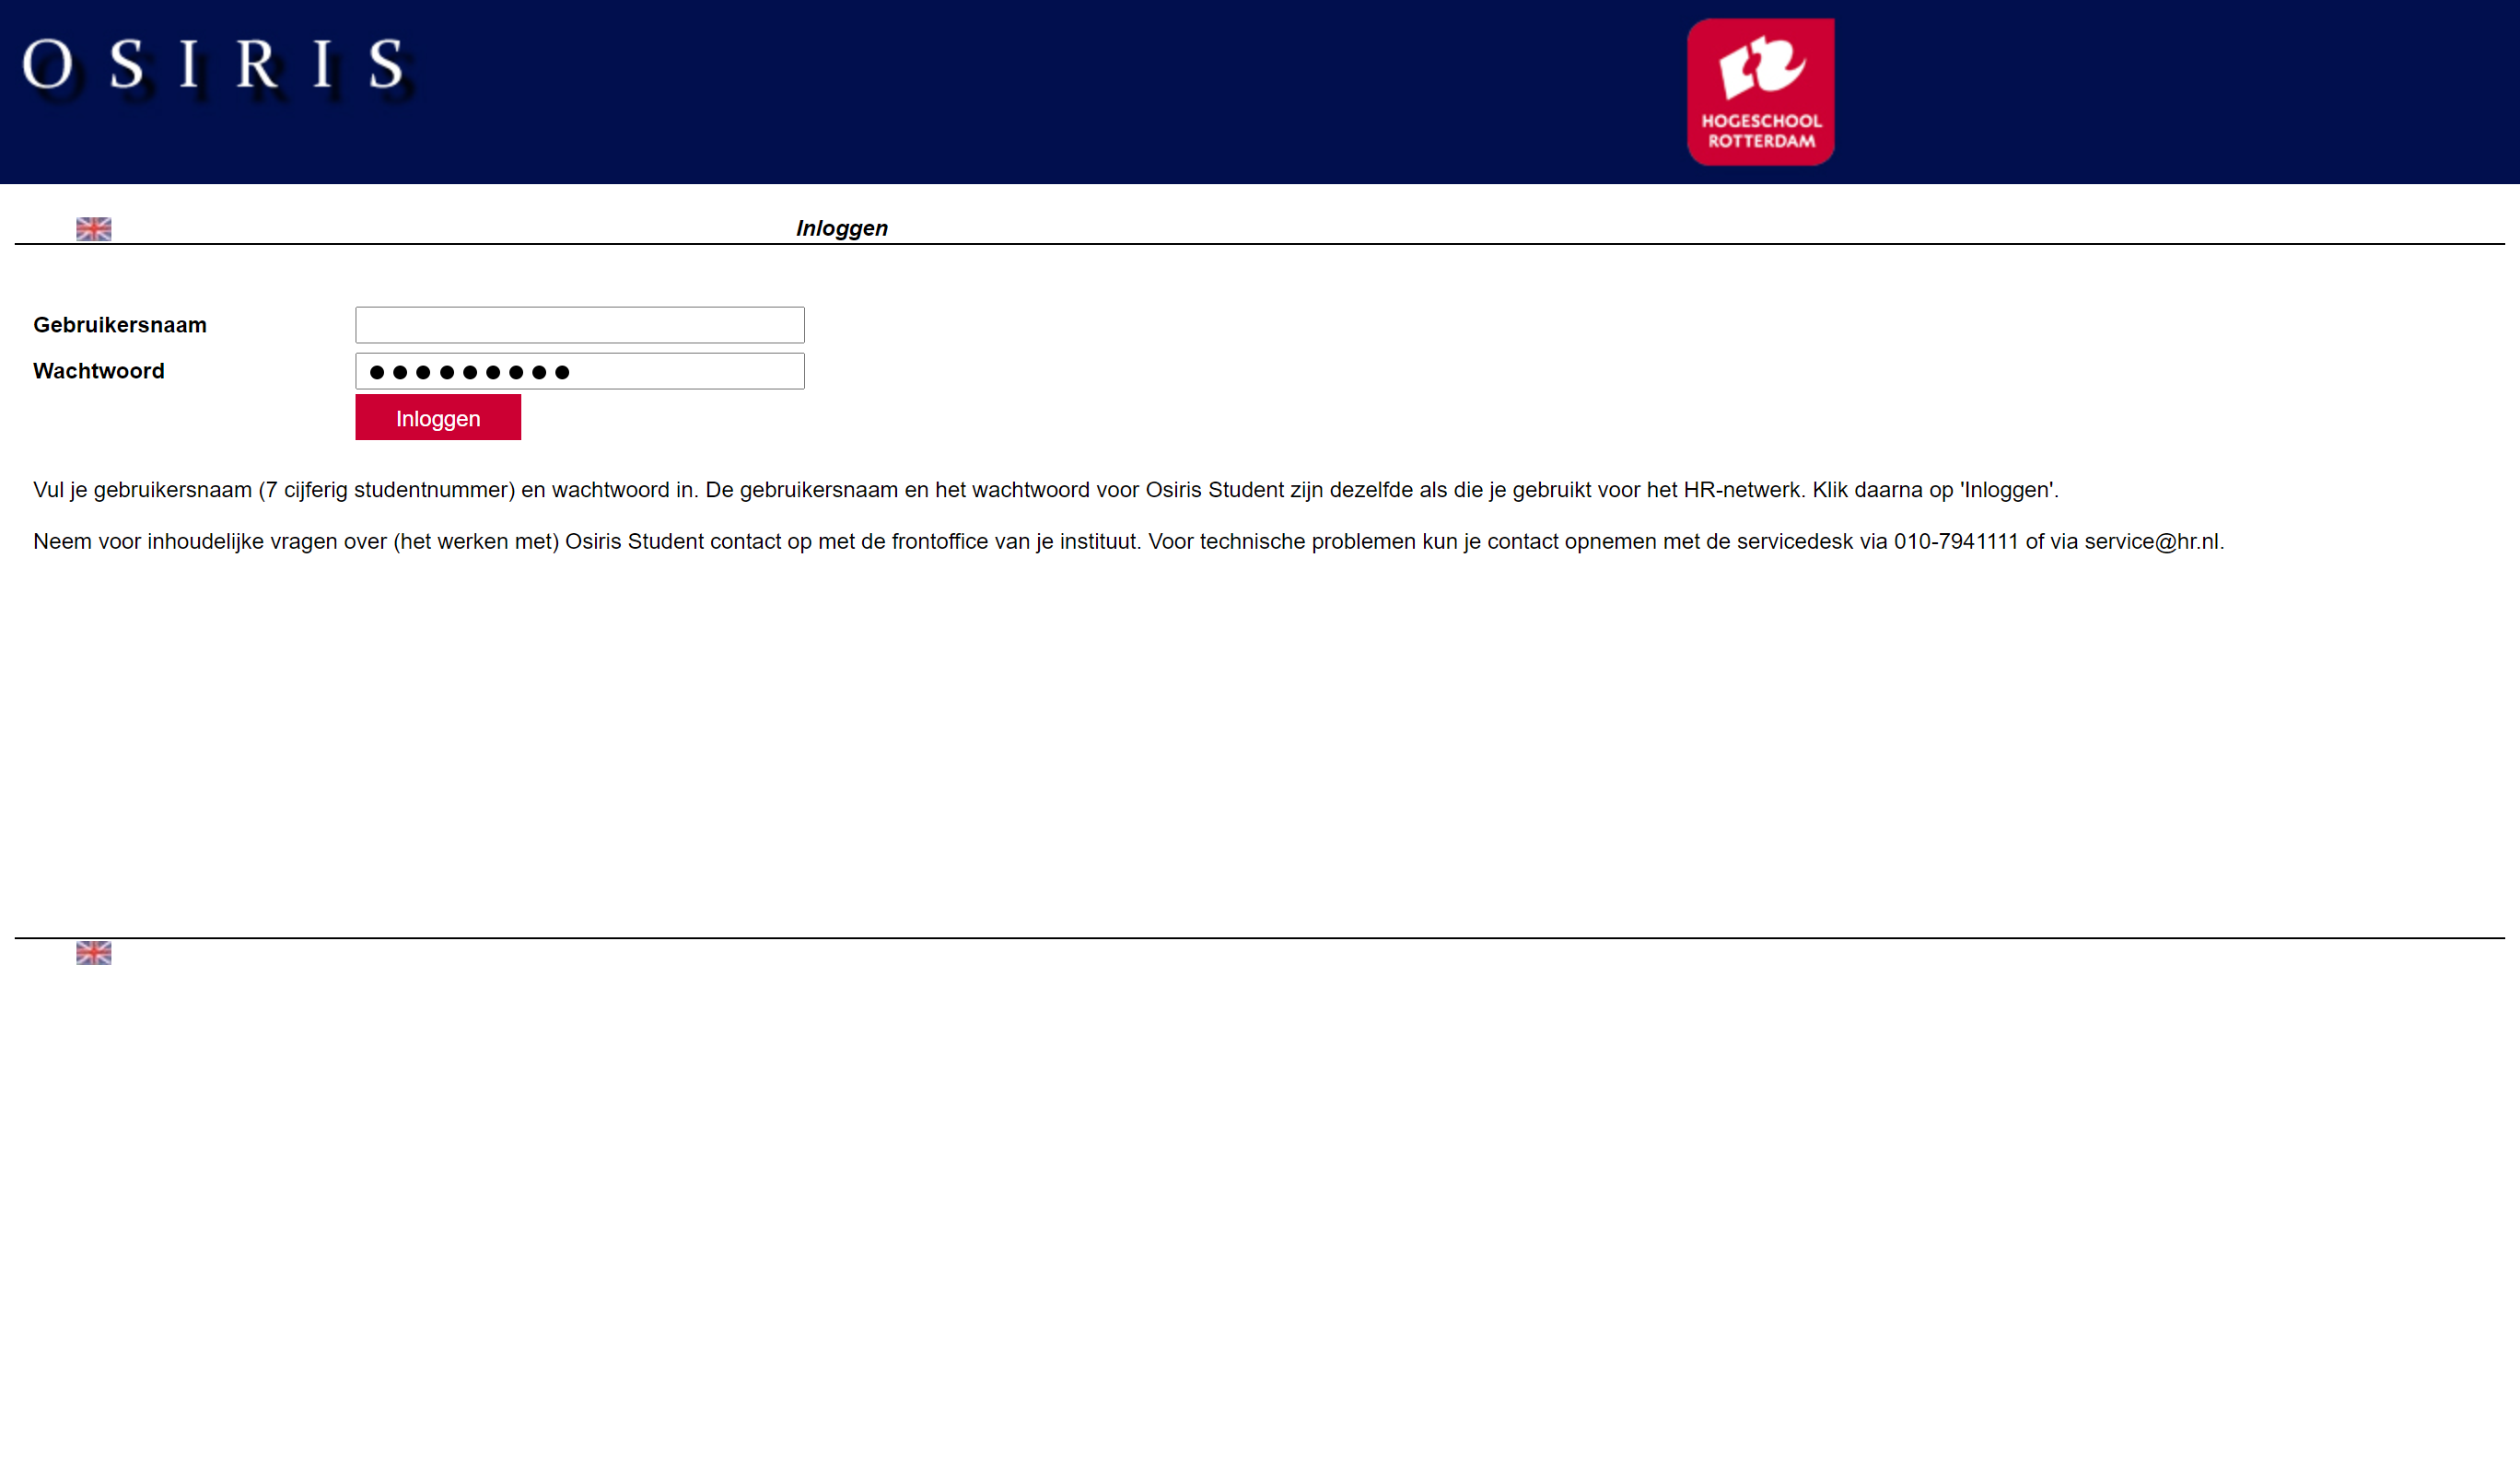 O S I R I S
HOGESCHOOL
ROTTERDAM
Inloggen
Gebruikersnaam
Wachtwoord
Inloggen
Vul je gebruikersnaam (7 cijferig studentnummer) en wachtwoord in. De gebruikersnaam en het wachtwoord voor Osiris Student zijn dezelfde als die je gebruikt voor het HR-netwerk. Klik daarna op 'Inloggen'.
Neem voor inhoudelijke vragen over (het werken met) Osiris Student contact op met de frontoffice van je instituut. Voor technische problemen kun je contact opnemen met de servicedesk via 010-7941111 of via service@hr.nl.